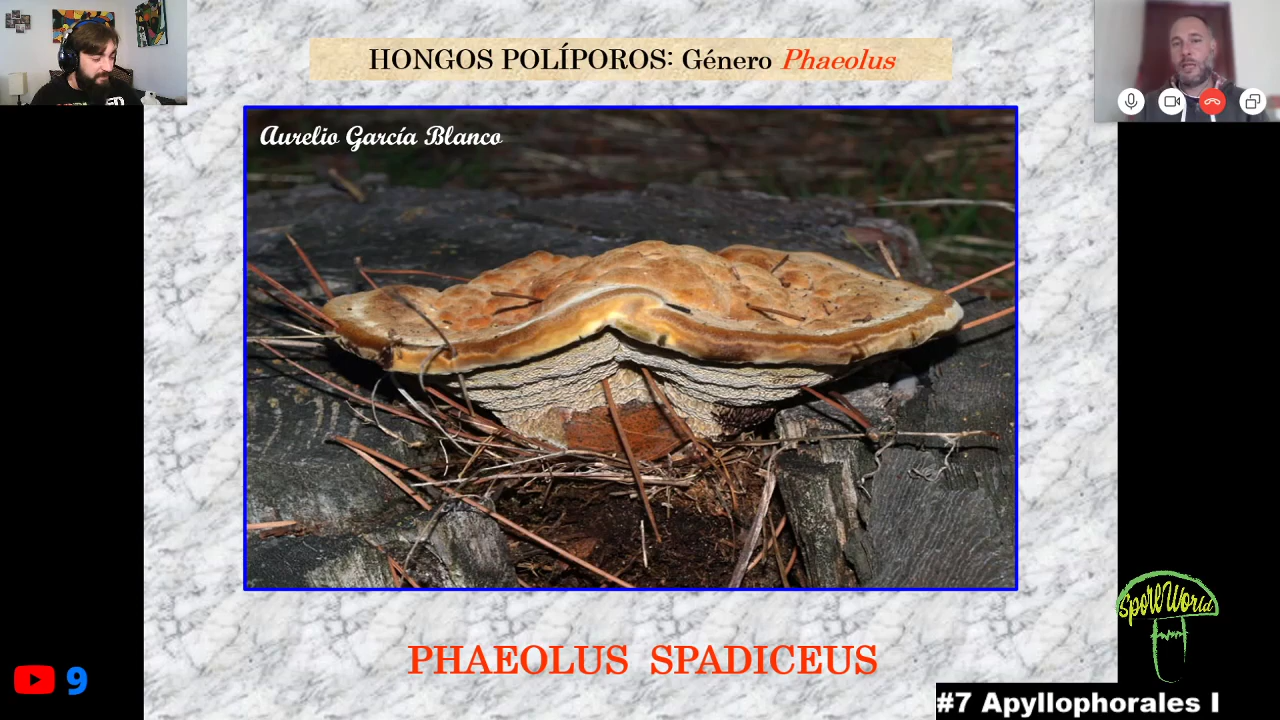 HONGOS POLÍPOROS: Género Phaeolus
Aurelio García Blanco
PHAEOLUS SPADICEUS
SporeWorld
9
#7 Apyllophorales I